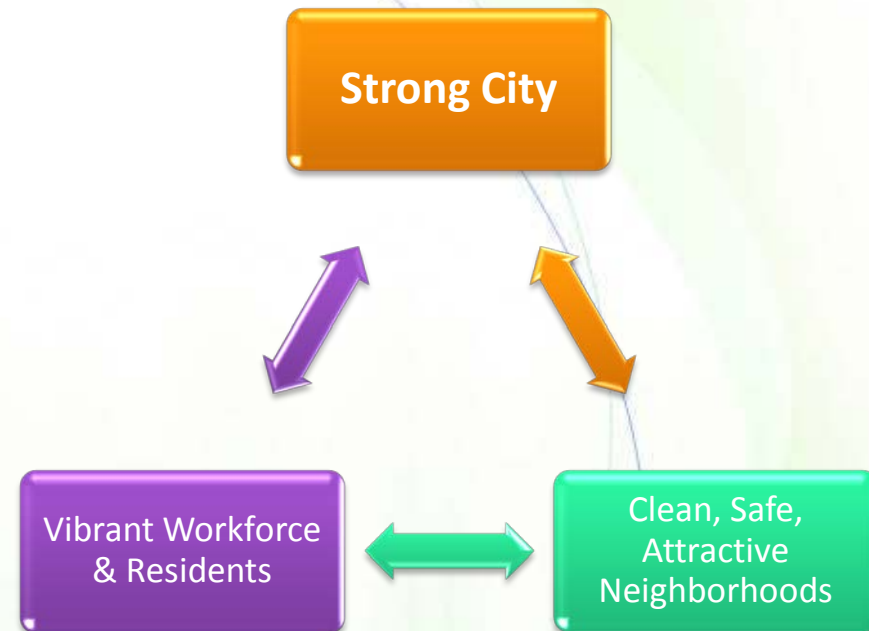 Strong City
Vibrant Workforce
& Residents
Clean, Safe,
Attractive
Neighborhoods